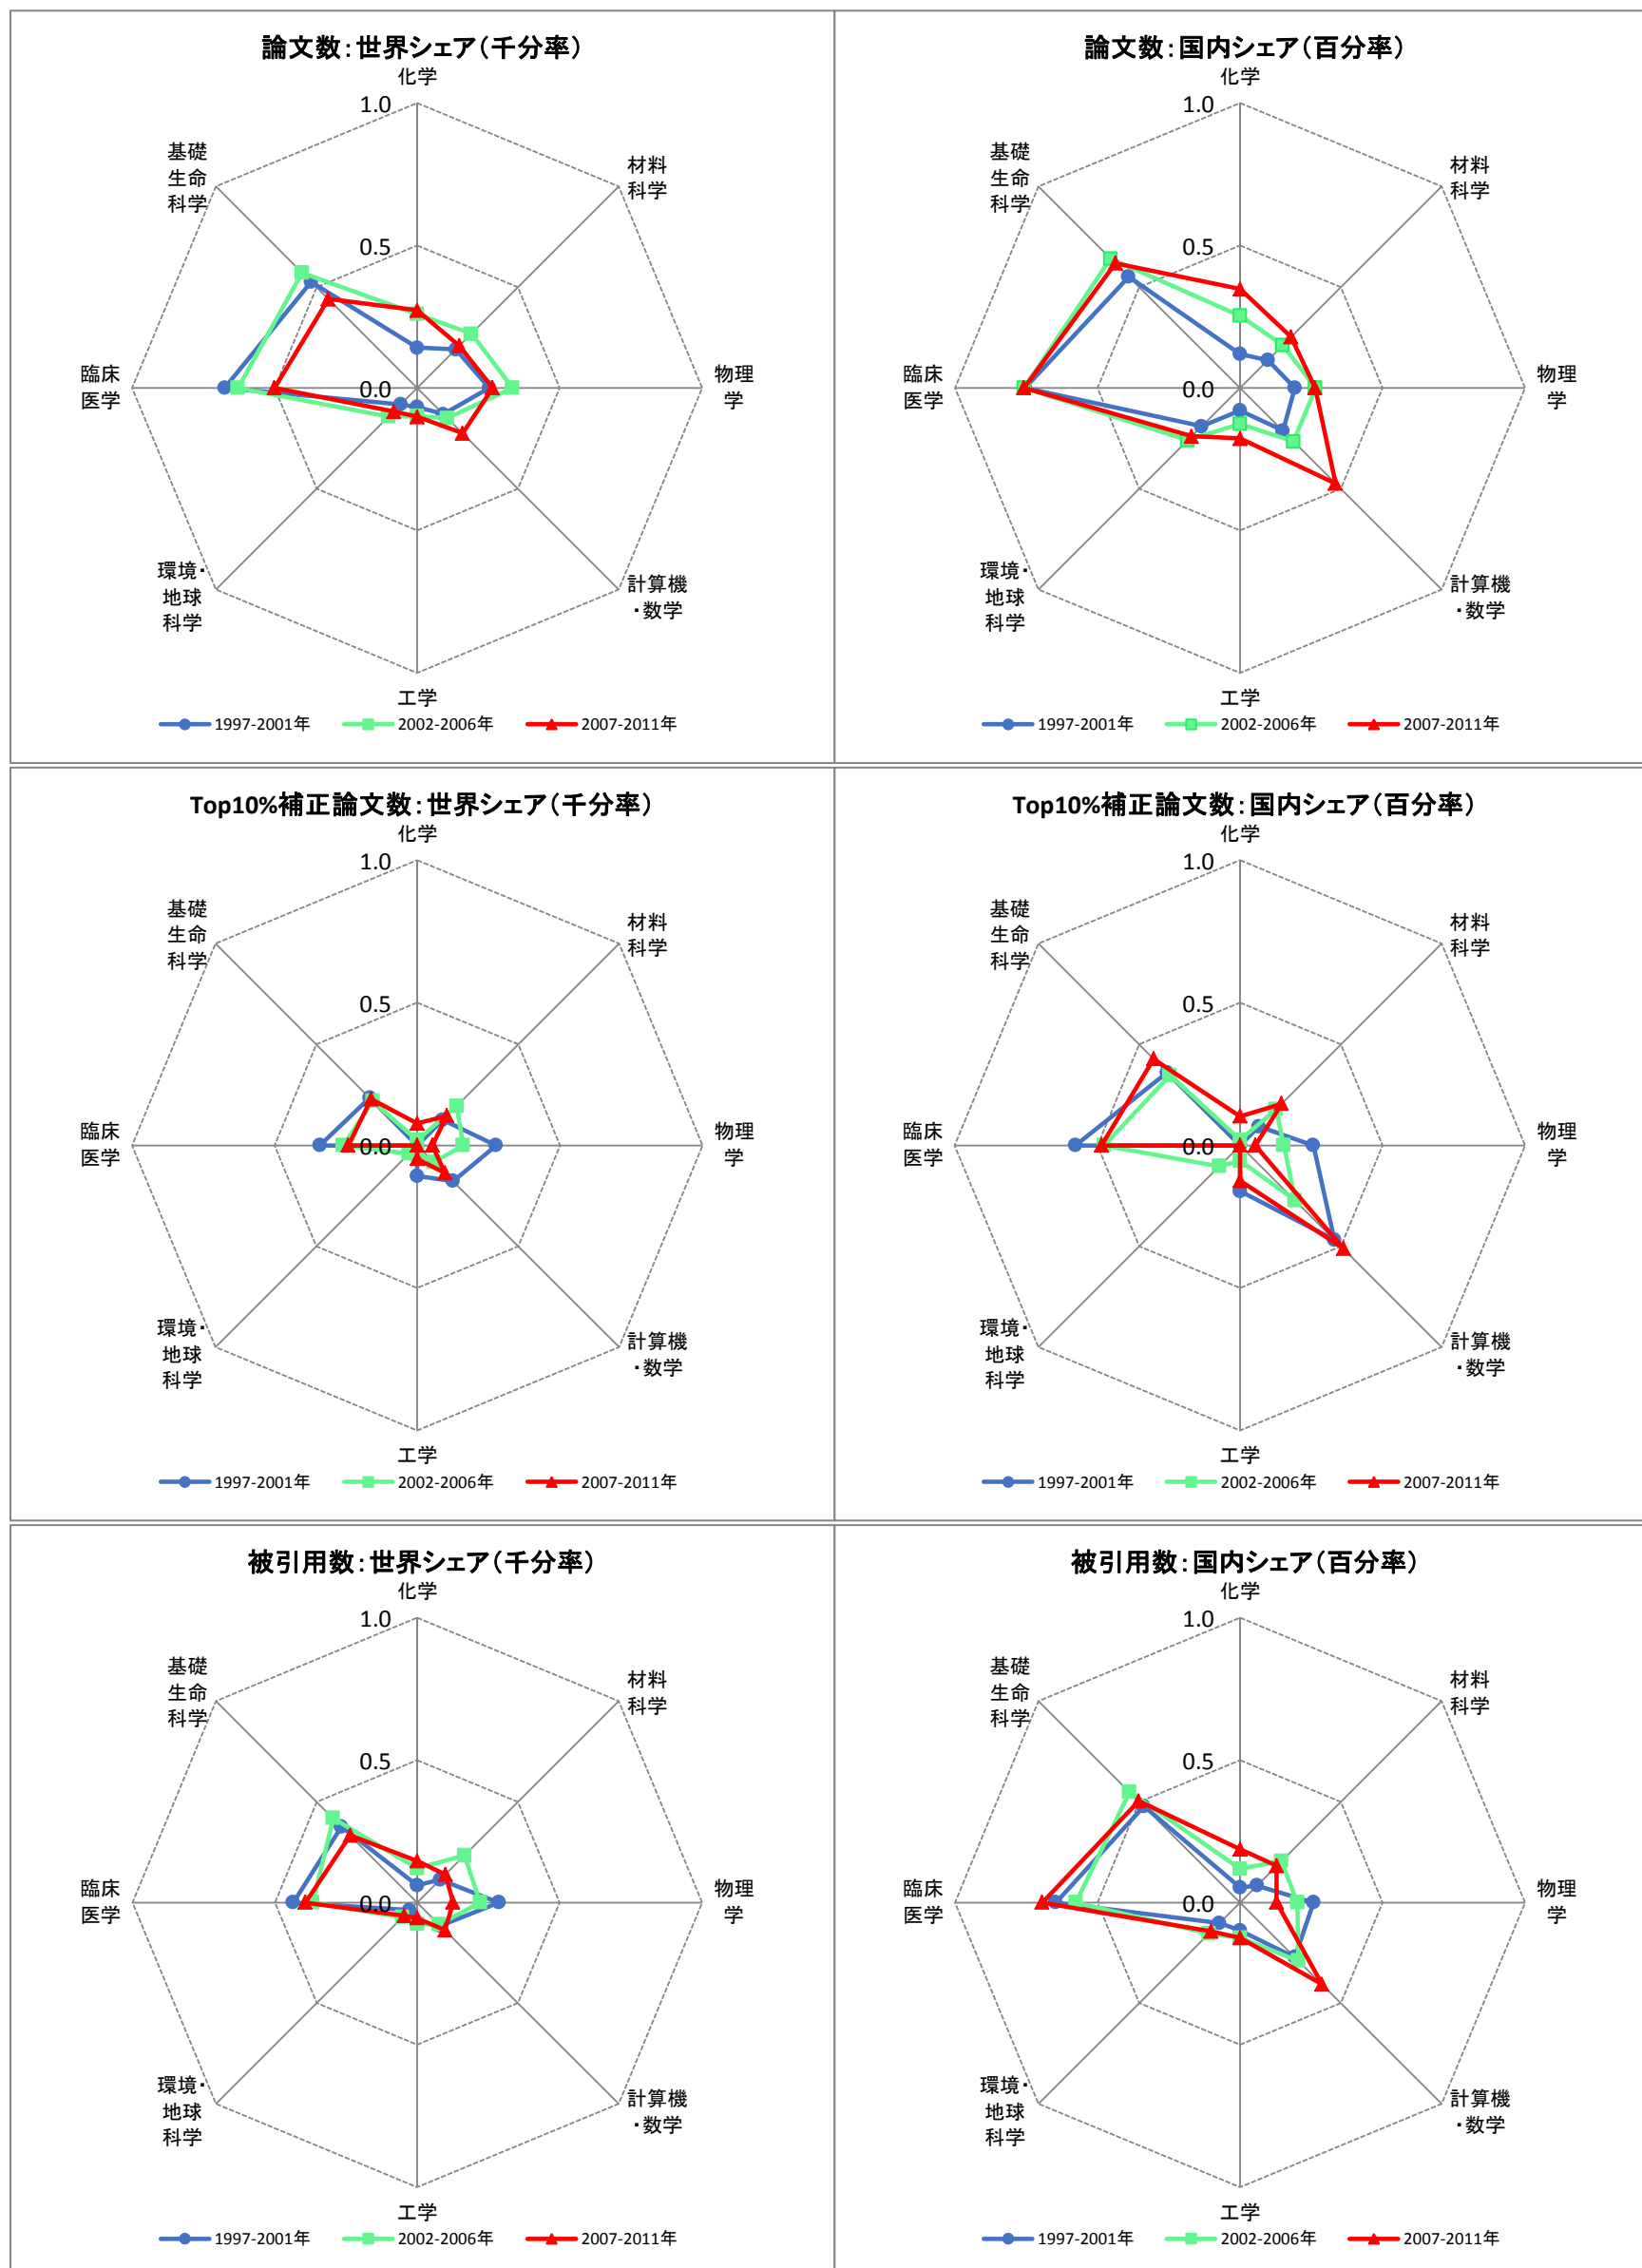 論文数：世界シェア（千分率）
化学
1.0
基礎
生命
科学
材料
科学
0.5
臨床
医学
0.0
物理
学
環境・
地球
科学
計算機
・数学
工学
1997-2001年
2002-2006年
2007-2011年
論文数：国内シェア（百分率）
化学
1.0
基礎
生命
科学
材料
科学
0.5
臨床
医学
0.0
物理
学
環境・
地球
科学
計算機
・数学
工学
1997-2001年
2002-2006年
2007-2011年
Top10%補正論文数：世界シェア（千分率）
化学
1.0
基礎
生命
科学
材料
科学
0.5
臨床
医学
0.0
物理
学
環境・
地球
科学
計算機
・数学
工学
1997-2001年
2002-2006年
2007-2011年
Top10%補正論文数：国内シェア（百分率）
化学
1.0
基礎
生命
科学
材料
科学
0.5
臨床
医学
0.0
物理
学
環境・
地球
科学
計算機
・数学
工学
1997-2001年
2002-2006年
2007-2011年
被引用数：世界シェア（千分率）
化学
1.0
基礎
生命
科学
材料
科学
0.5
臨床
医学
0.0
物理
学
環境・
地球
科学
計算機
・数学
工学
1997-2001年
2002-2006年
2007-2011年
被引用数：国内シェア（百分率）
化学
1.0
基礎
生命
科学
材料
科学
0.5
臨床
医学
0.0
物理
学
環境・
地球
科学
計算機
・数学
工学
1997-2001年
2002-2006年
2007-2011年